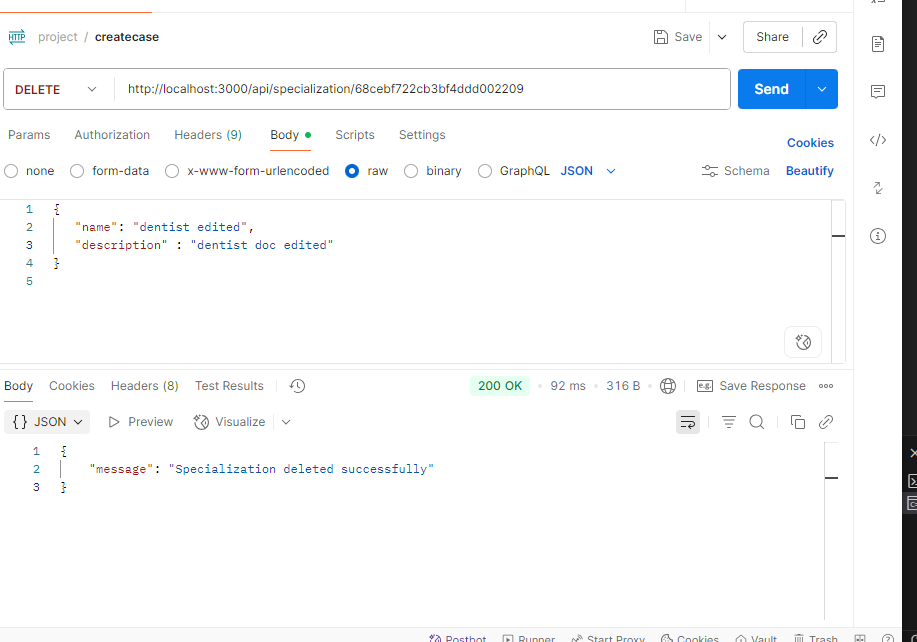 HTTP project / createcase Save Share
DELETE http://localhost:3000/api/specialization/68cebf722cb3bf4ddd002209 Send
Params Authorization Headers (9) Body Scripts Settings Cookies
none form-data x-www-form-urlencoded raw binary GraphQL JSON Schema Beautify
1 {
2 "name": "dentist edited",
3 "description" : "dentist doc edited"
4 }
5
Body Cookies Headers (8) Test Results 200 OK • 92 ms • 316 B • e.g. Save Response
{} JSON Preview Visualize
1 {
2 "message": "Specialization deleted successfully"
3 }
Postbot Runner Start Proxy Cookies Vault Trash